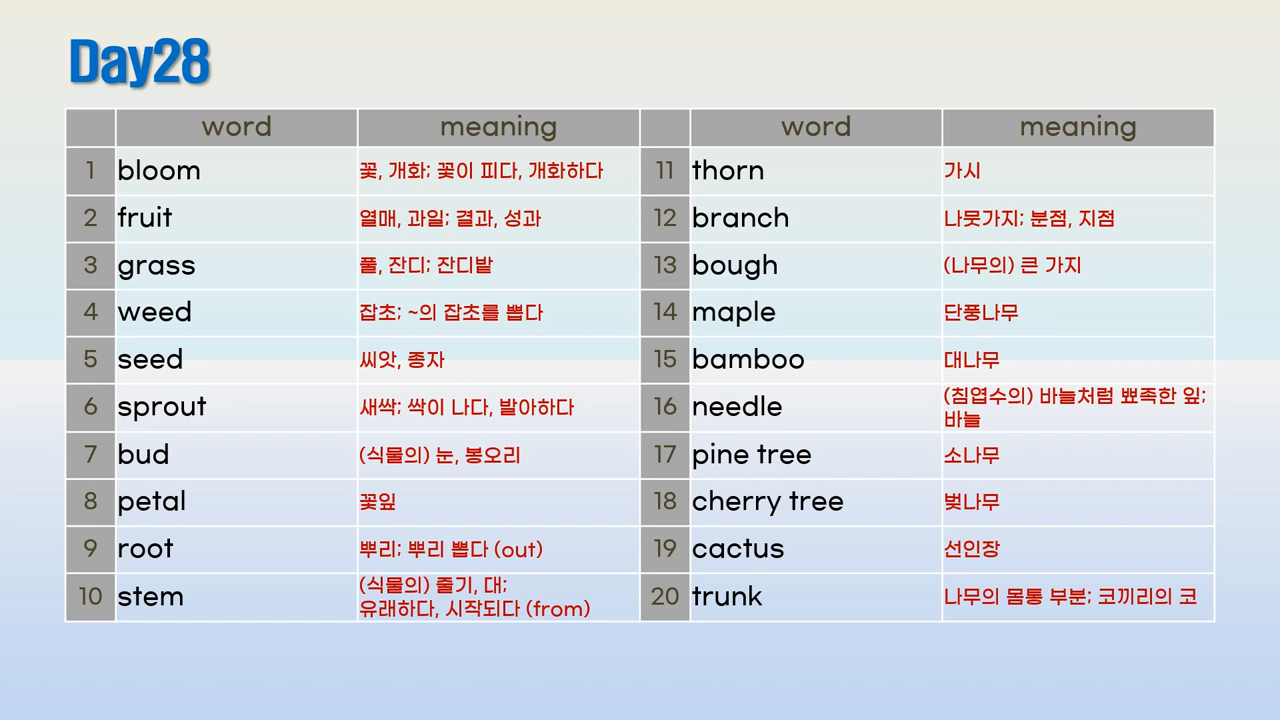 Day28
word meaning word meaning
1 bloom 꽃, 개화; 꽃이 피다, 개화하다 11 thorn 가시
2 fruit 열매, 과일; 결과, 성과 12 branch 나뭇가지; 분점, 지점
3 grass 풀, 잔디; 잔디밭 13 bough (나무의) 큰 가지
4 weed 잡초; ~의 잡초를 뽑다 14 maple 단풍나무
5 seed 씨앗, 종자 15 bamboo 대나무
6 sprout 새싹; 싹이 나다, 발아하다 16 needle (침엽수의) 바늘처럼 뾰족한 잎;
바늘
7 bud (식물의) 눈, 봉오리 17 pine tree 소나무
8 petal 꽃잎 18 cherry tree 벚나무
9 root 뿌리; 뿌리 뽑다 (out) 19 cactus 선인장
10 stem (식물의) 줄기, 대;
유래하다, 시작되다 (from) 20 trunk 나무의 몸통 부분; 코끼리의 코